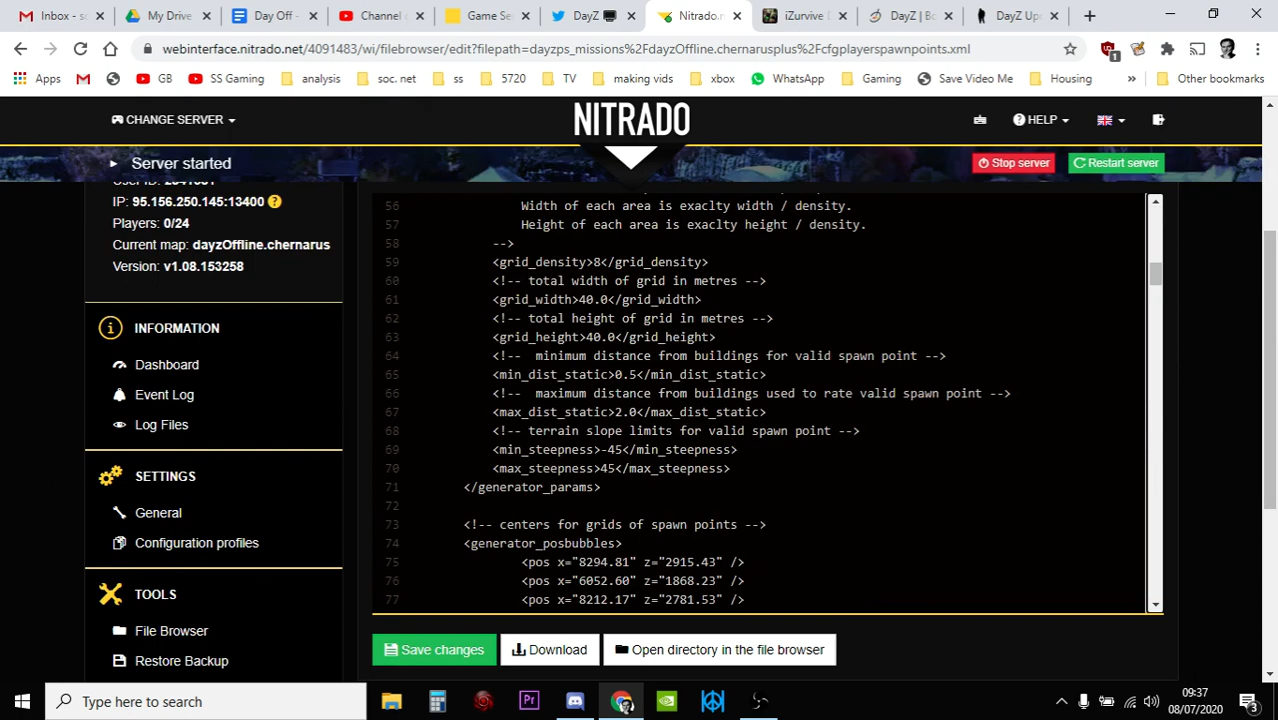 Inbox - so
My Drive
Day Off -
Channel c
Game Se
DayZ
Nitrado.n
iZurvive
DayZ | Bo
DayZ Up
webinterface.nitrado.net/4091483/wi/filebrowser/edit?filepath=dayzps_missions%2FdayzOffline.chernarusplus%2Fcfgplayerspawnpoints.xml
1
Apps
GB
SS Gaming
analysis
soc. net
ss
5720
TV
making vids
xbox
WhatsApp
Gaming
Save Video Me
Housing
»
Other bookmarks
CHANGE SERVER
NITRADO
HELP
Server started
Stop server
Restart server
IP: 95.156.250.145:13400
Players: 0/24
Current map: dayzOffline.chernarus
Version: v1.08.153258
INFORMATION
Dashboard
Event Log
Log Files
SETTINGS
General
Configuration profiles
TOOLS
File Browser
Restore Backup
56 Width of each area is exaclty width / density.
57 Height of each area is exaclty height / density.
58 -->
59 <grid_density>8</grid_density>
60 <!-- total width of grid in metres -->
61 <grid_width>40.0</grid_width>
62 <!-- total height of grid in metres -->
63 <grid_height>40.0</grid_height>
64 <!-- minimum distance from buildings for valid spawn point -->
65 <min_dist_static>0.5</min_dist_static>
66 <!-- maximum distance from buildings used to rate valid spawn point -->
67 <max_dist_static>2.0</max_dist_static>
68 <!-- terrain slope limits for valid spawn point -->
69 <min_steepness>-45</min_steepness>
70 <max_steepness>45</max_steepness>
71 </generator_params>
72
73 <!-- centers for grids of spawn points -->
74 <generator_posbubbles>
75 <pos x="8294.81" z="2915.43" />
76 <pos x="6052.60" z="1868.23" />
77 <pos x="8212.17" z="2781.53" />
Save changes
Download
Open directory in the file browser
Type here to search
Pr
09:37
08/07/2020
3